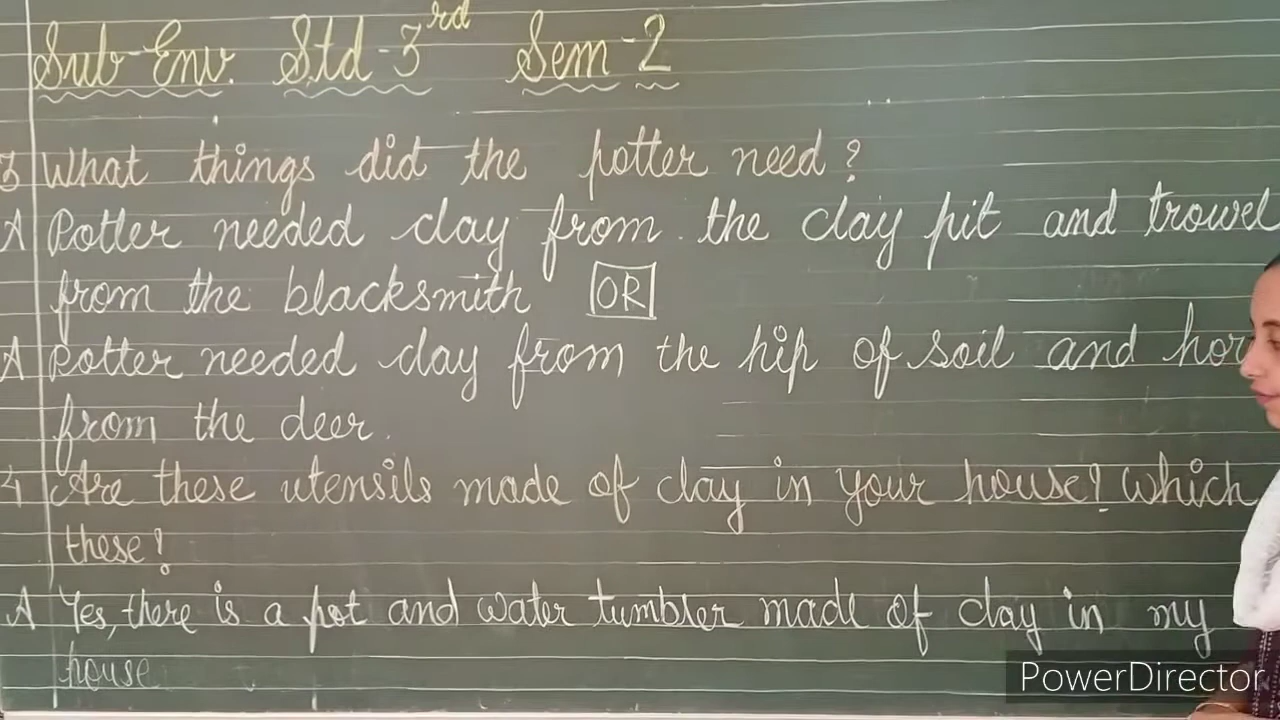 Sub-Env. Std-3rd Sem-2
3 What things did the potter need?
A Potter needed clay from the clay pit and trowel
from the blacksmith OR
A Potter needed clay from the hip of soil and
from the deer.
4 Are these utensils made of clay in your house? Which
these?
A Yes, there is a pot and water tumbler made of clay in my
house
PowerDirector